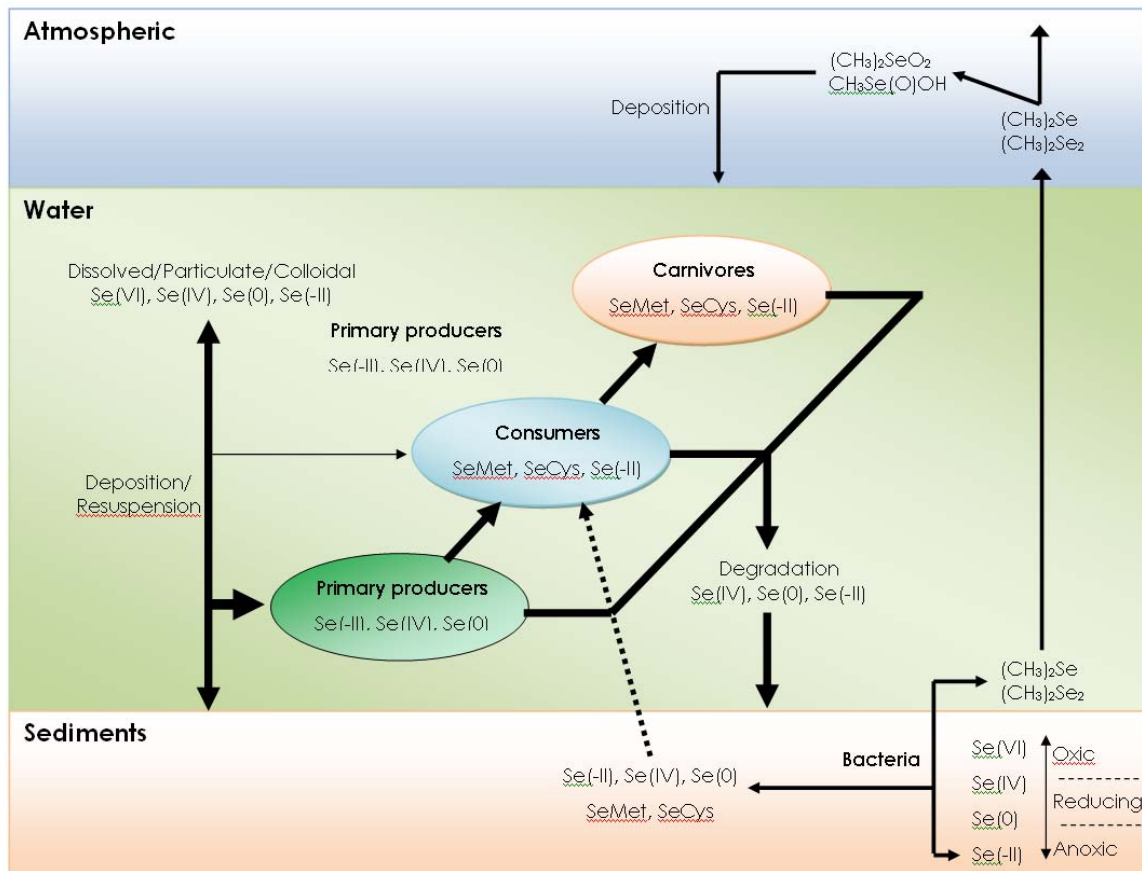 Atmospheric
(CH₃)₂SeO₂
CH₃Se(O)OH
Deposition
(CH₃)₂Se
(CH₃)₂Se₂
Water
Dissolved/Particulate/Colloidal
Se(VI), Se(IV), Se(0), Se(-II)
Carnivores
SeMet, SeCys, Se(-II)
Primary producers
Se(-II), Se(IV), Se(0)
Consumers
SeMet, SeCys, Se(-II)
Deposition/
Resuspension
Primary producers
Se(-II), Se(IV), Se(0)
Degradation
Se(IV), Se(0), Se(-II)
(CH₃)₂Se
(CH₃)₂Se₂
Sediments
Bacteria
Se(-II), Se(IV), Se(0)
SeMet, SeCys
Se(VI)
Oxic
Se(IV)
Reducing
Se(0)
Se(-II)
Anoxic